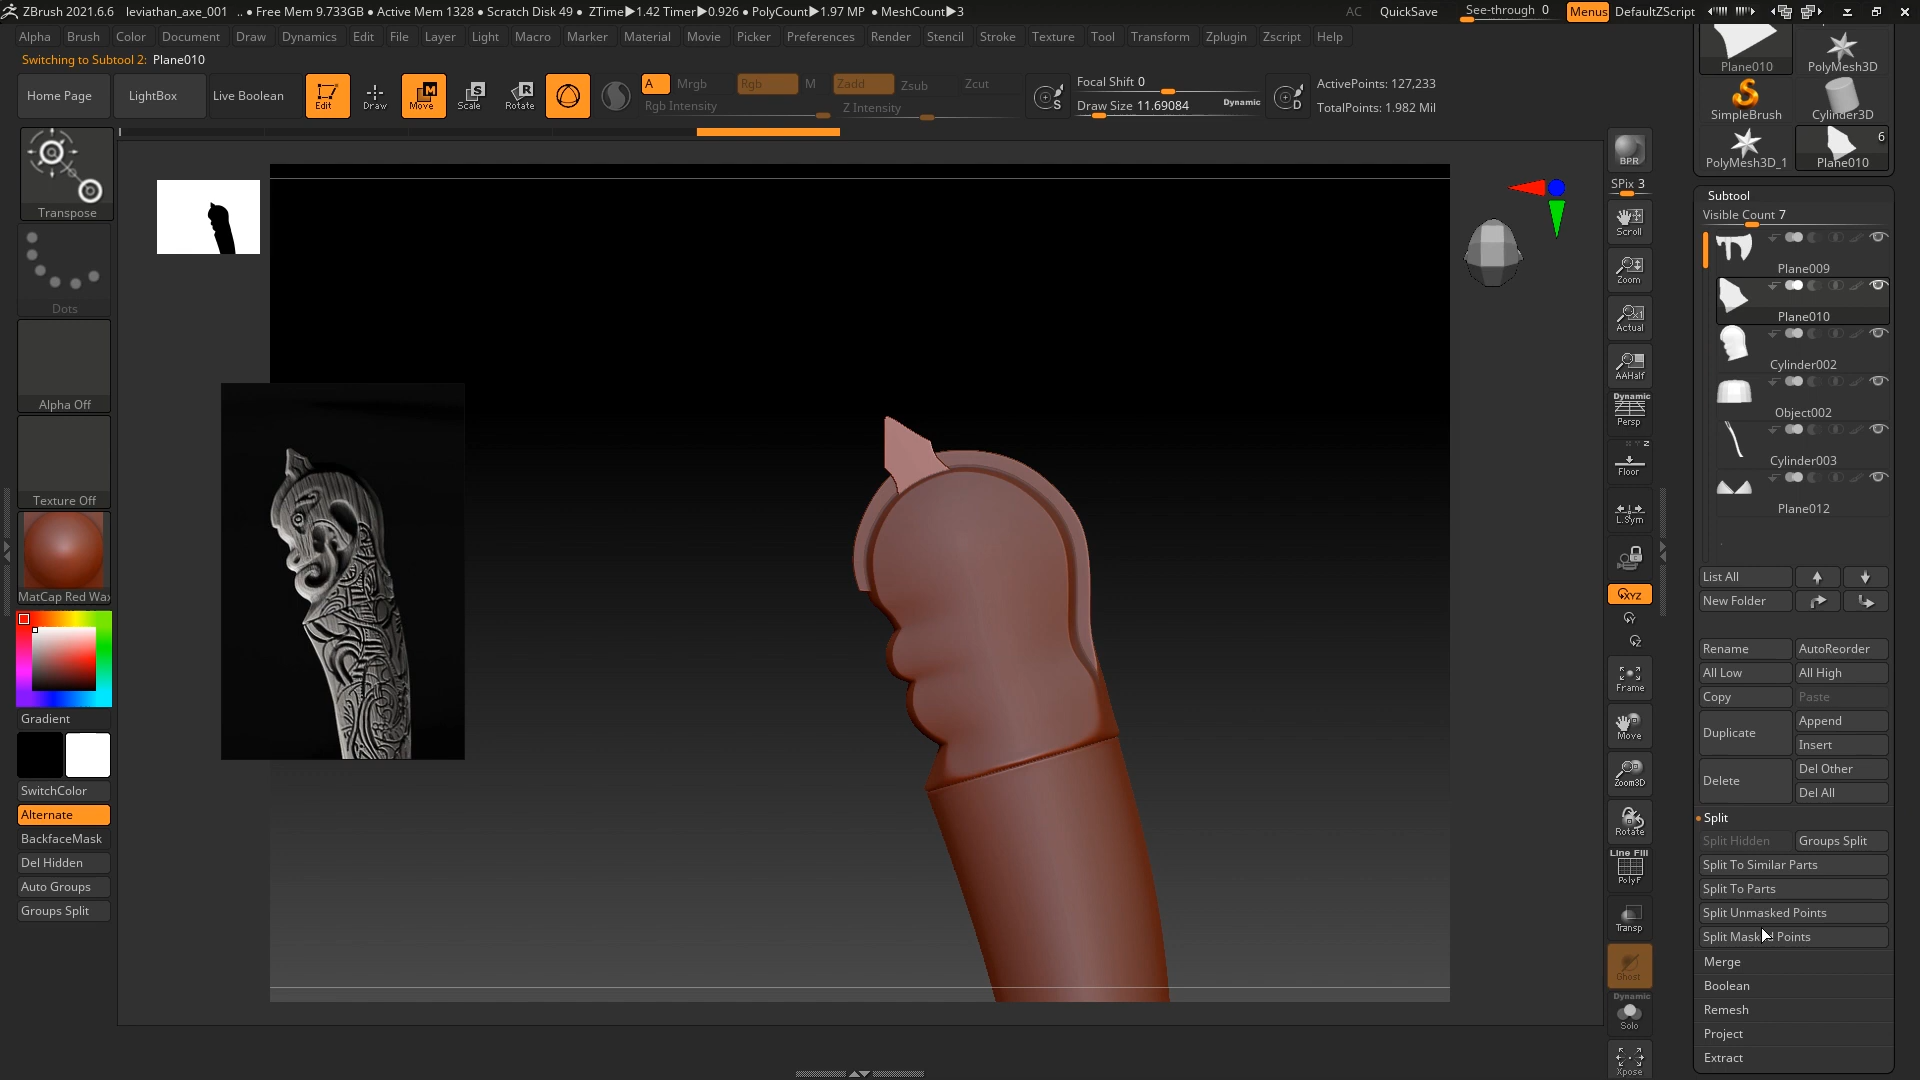 ZBrush 2021.6.6 leviathan_axe_001 .. ● Free Mem 9.733GB ● Active Mem 1328 ● Scratch Disk 49 ● ZTime▶1.42 Timer▶0.926 ● PolyCount▶1.97 MP ● MeshCount▶3 AC QuickSave See-through 0 Menus DefaultZScript
Alpha Brush Color Document Draw Dynamics Edit File Layer Light Macro Marker Material Movie Picker Preferences Render Stencil Stroke Texture Tool Transform Zplugin Zscript Help
Switching to Subtool 2: Plane010
Home Page LightBox Live Boolean Edit Draw Move Scale Rotate
A Mrgb Rgb M Zadd Zsub Zcut
Rgb Intensity Z Intensity
Focal Shift 0
Draw Size 11.69084 Dynamic
S D
ActivePoints: 127,233
TotalPoints: 1.982 Mil
Transpose
Dots
Alpha Off
Texture Off
MatCap Red Wax
Gradient
SwitchColor
Alternate
BackfaceMask
Del Hidden
Auto Groups
Groups Split
BPR
SPix 3
Scroll
Zoom
Actual
AAHalf
Dynamic
Persp
Floor
L.Sym
XYZ
Y
Z
Frame
Move
Zoom3D
Rotate
Line Fill
PolyF
Transp
Ghost
Dynamic
Solo
Xpose
Plane010 PolyMesh3D
SimpleBrush Cylinder3D
6
PolyMesh3D_1 Plane010
Subtool
Visible Count 7
Plane009
Plane010
Cylinder002
Object002
Cylinder003
Plane012
List All
New Folder
Rename AutoReorder
All Low All High
Copy Paste
Duplicate Append
Insert
Delete Del Other
Del All
Split
Split Hidden Groups Split
Split To Similar Parts
Split To Parts
Split Unmasked Points
Split Mask Points
Merge
Boolean
Remesh
Project
Extract